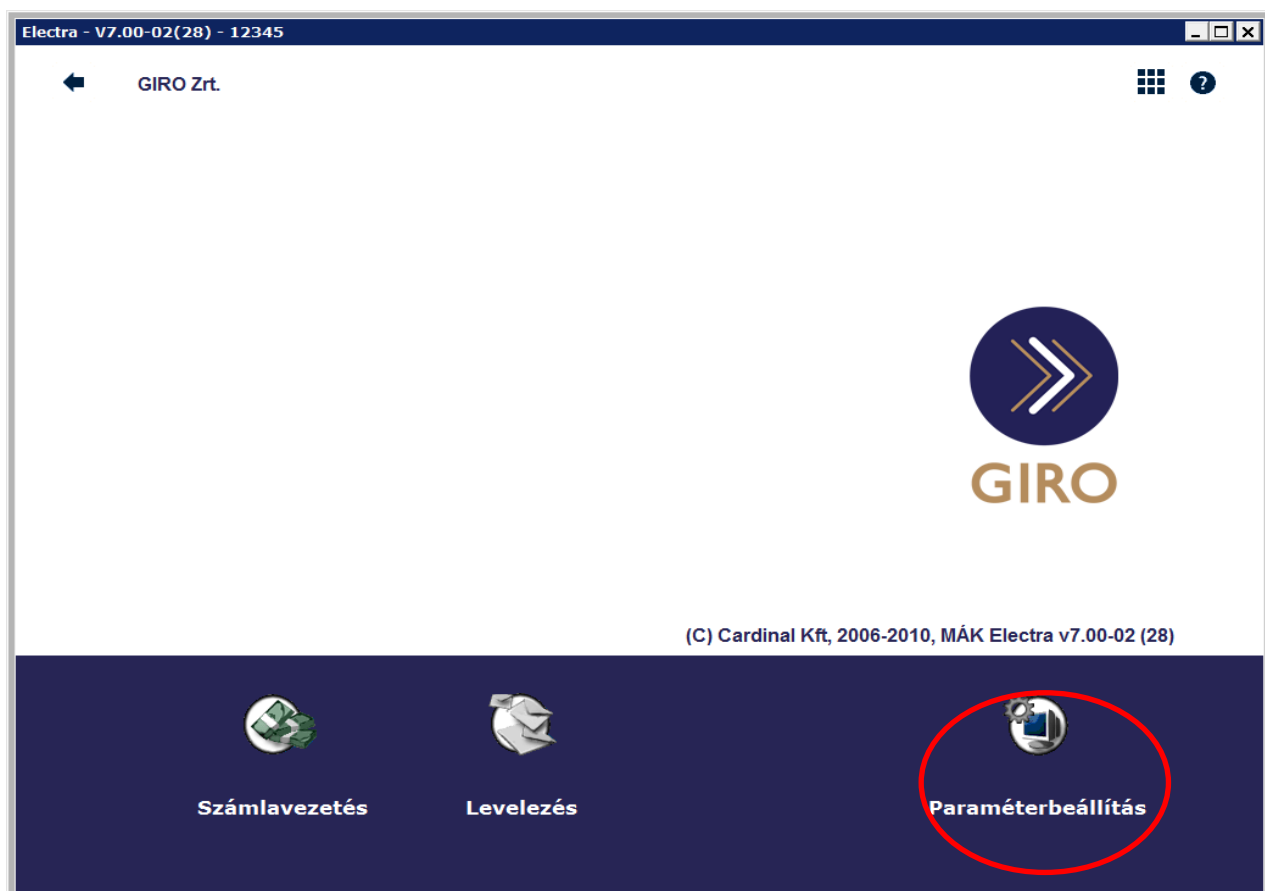 Electra - V7.00-02(28) - 12345
GIRO Zrt.
?
GIRO
(C) Cardinal Kft, 2006-2010, MÁK Electra v7.00-02 (28)
Számlavezetés
Levelezés
Paraméterbeállítás